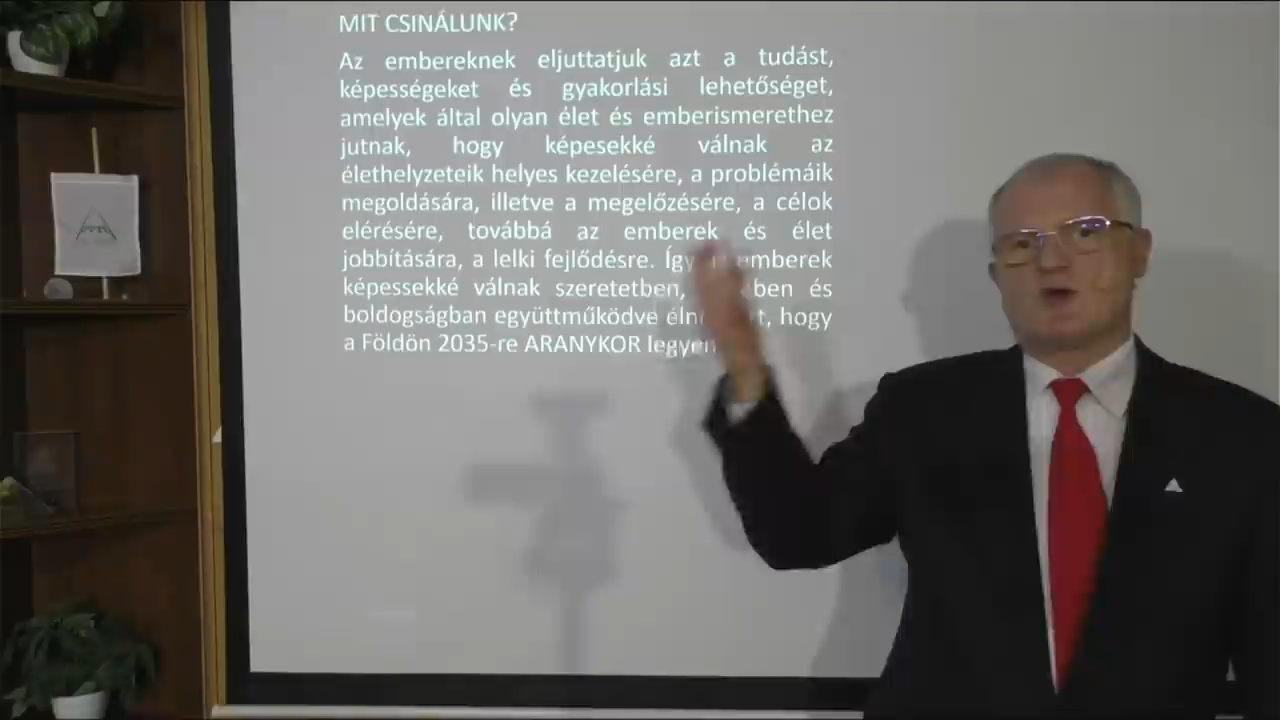 MIT CSINÁLUNK?
Az embereknek eljuttatjuk azt a tudást,
képességeket és gyakorlási lehetőséget,
amelyek által olyan élet és emberismerethez
jutnak, hogy képesekké válnak az
élethelyzeteik helyes kezelésére, a problémáik
megoldására, illetve a megelőzésére, a célok
elérésére, továbbá az emberek és élet
jobbítására, a lelki fejlődésre. Így emberek
képessekké válnak szeretetben, és
boldogságban együttműködve hogy
a Földön 2035-re ARANYKOR legyen